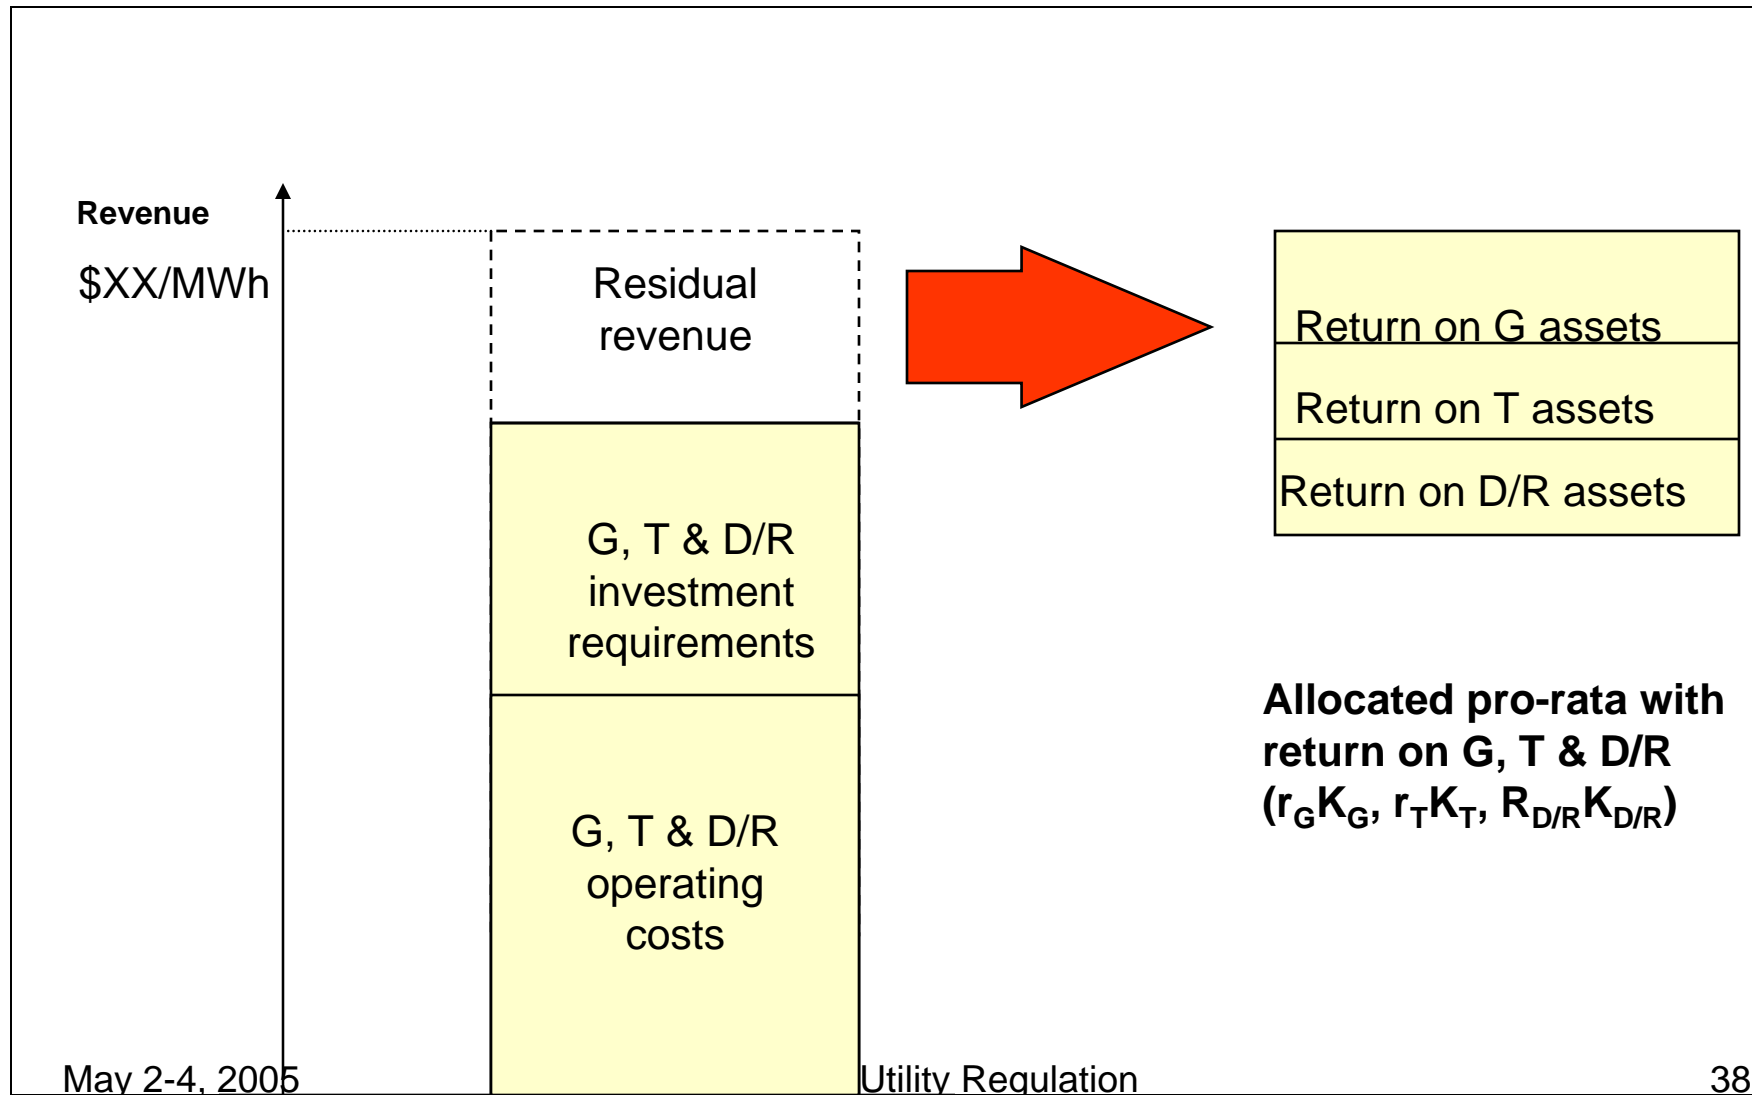 Revenue
$XX/MWh
Residual
revenue
G, T & D/R
investment
requirements
G, T & D/R
operating
costs
Return on G assets
Return on T assets
Return on D/R assets
Allocated pro-rata with
return on G, T & D/R
(rGKG, rTKT, RD/RKD/R)
May 2-4, 2005
Utility Regulation
38